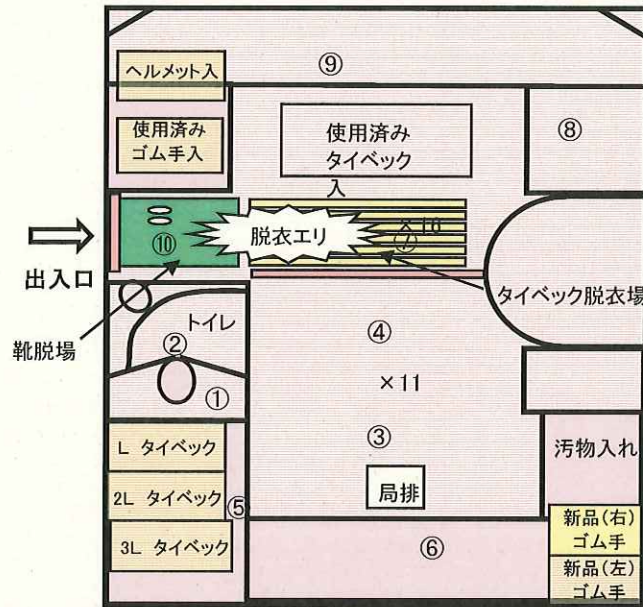 ⑨
ヘルメット入
使用済み
ゴム手入
使用済み
タイベック
入
⑧
出入口
⑩
脱衣エリ
⑦
タイベック脱衣場
靴脱場
トイレ
②
①
④
×11
③
局排
L タイベック
2L タイベック
3L タイベック
⑤
⑥
汚物入れ
新品(右)
ゴム手
新品(左)
ゴム手